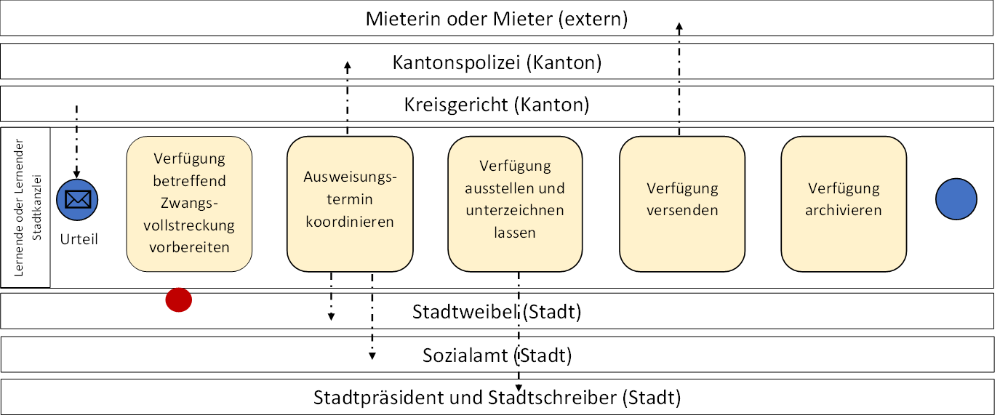 Mieterin oder Mieter (extern)
Kantonspolizei (Kanton)
Kreisgericht (Kanton)
Lernende oder Lernender
Stadtkanzlei
Urteil
Verfügung
betreffend
Zwangs-
vollstreckung
vorbereiten
Ausweisungs-
termin
koordinieren
Verfügung
ausstellen und
unterzeichnen
lassen
Verfügung
versenden
Verfügung
archivieren
Stadtweibel (Stadt)
Sozialamt (Stadt)
Stadtpräsident und Stadtschreiber (Stadt)